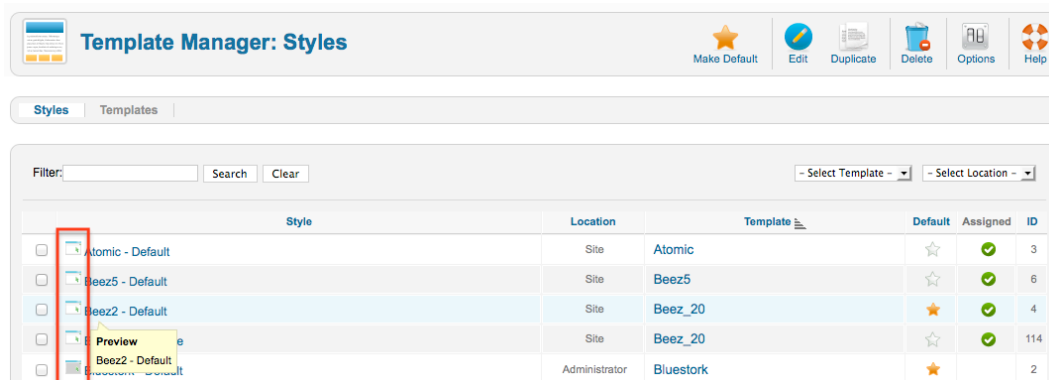 Template Manager: Styles
Make Default Edit Duplicate Delete Options Help
Styles Templates
Filter: Search Clear - Select Template - - Select Location -
Style Location Template Default Assigned ID
Atomic - Default Site Atomic 3
Beez5 - Default Site Beez5 6
Beez2 - Default Site Beez_20 4
Preview e Site Beez_20 114
Beez2 - Default
Administrator Bluestork 2